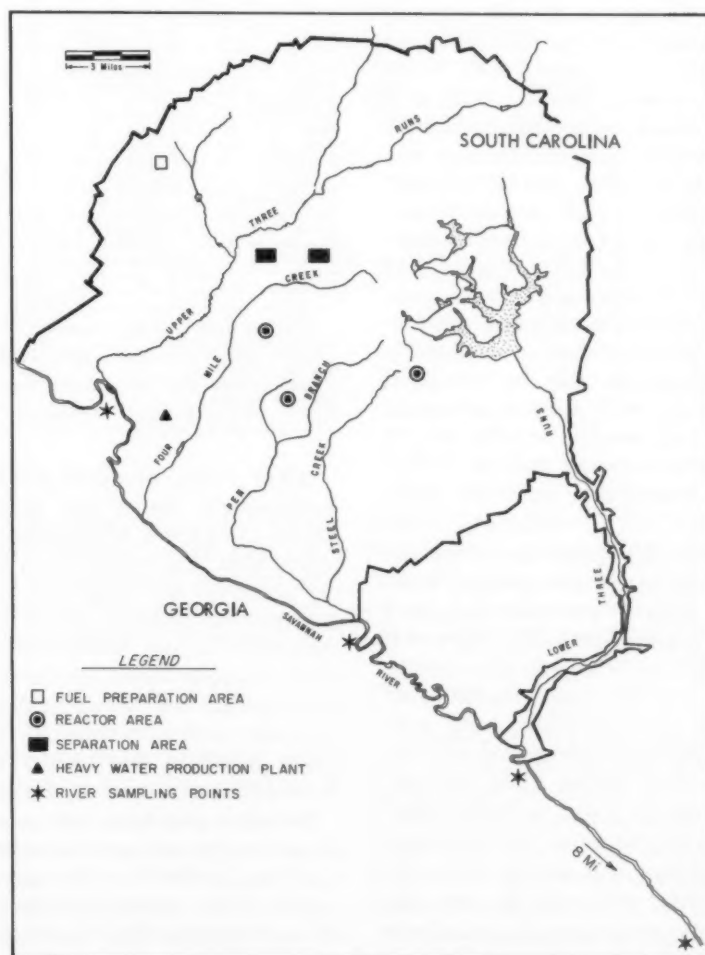 3 Miles
SOUTH CAROLINA
UPPER THREE RUNS
FOUR MILE CREEK
PEN BRANCH
STEEL CREEK
LOWER THREE RUNS
GEORGIA
SAVANNAH RIVER
8 Mi
LEGEND
FUEL PREPARATION AREA
REACTOR AREA
SEPARATION AREA
HEAVY WATER PRODUCTION PLANT
RIVER SAMPLING POINTS